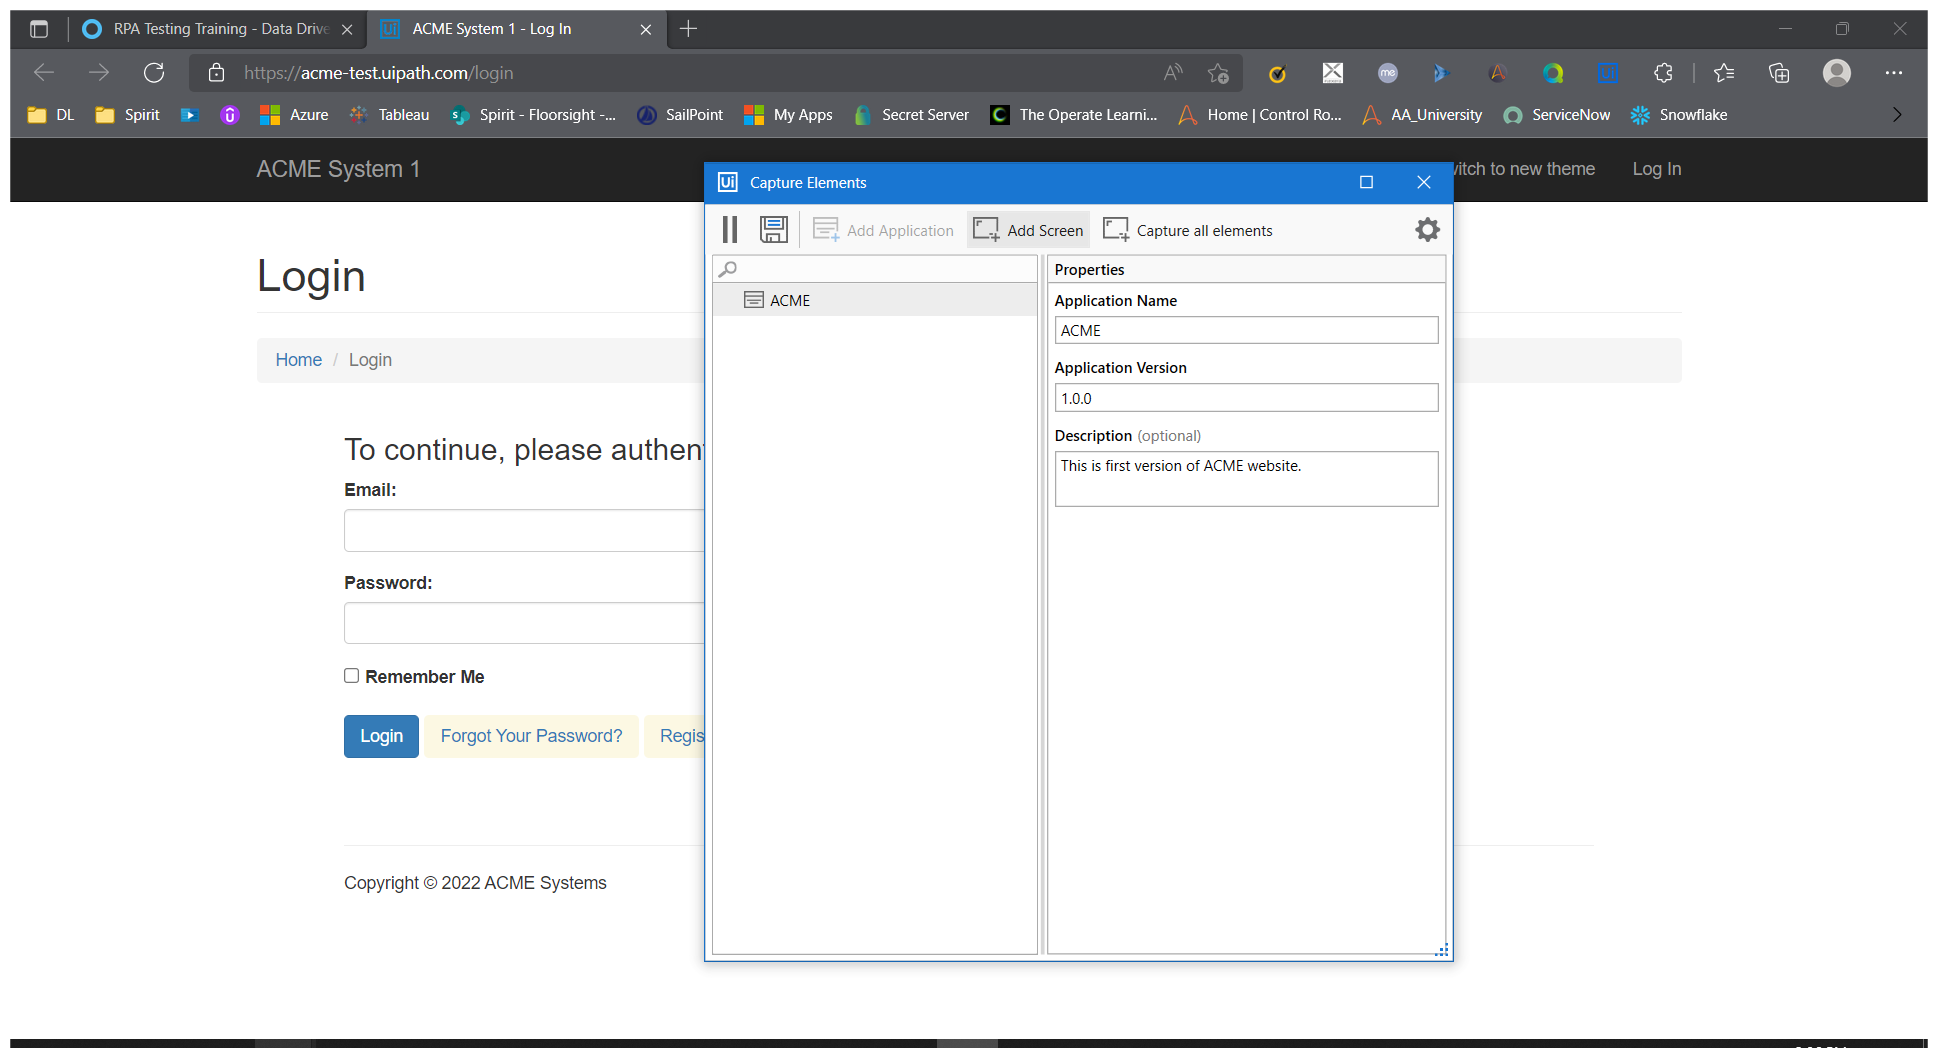 RPA Testing Training - Data Drive
ACME System 1 - Log In
https://acme-test.uipath.com/login
DL
Spirit
Azure
Tableau
Spirit - Floorsight -...
SailPoint
My Apps
Secret Server
The Operate Learni...
Home | Control Ro...
AA_University
ServiceNow
Snowflake
ACME System 1
witch to new theme
Log In
Ui Capture Elements
Add Application
Add Screen
Capture all elements
Login
Home / Login
To continue, please authen
Email:
Password:
Remember Me
Login
Forgot Your Password?
Regis
Copyright © 2022 ACME Systems
ACME
Properties
Application Name
ACME
Application Version
1.0.0
Description (optional)
This is first version of ACME website.